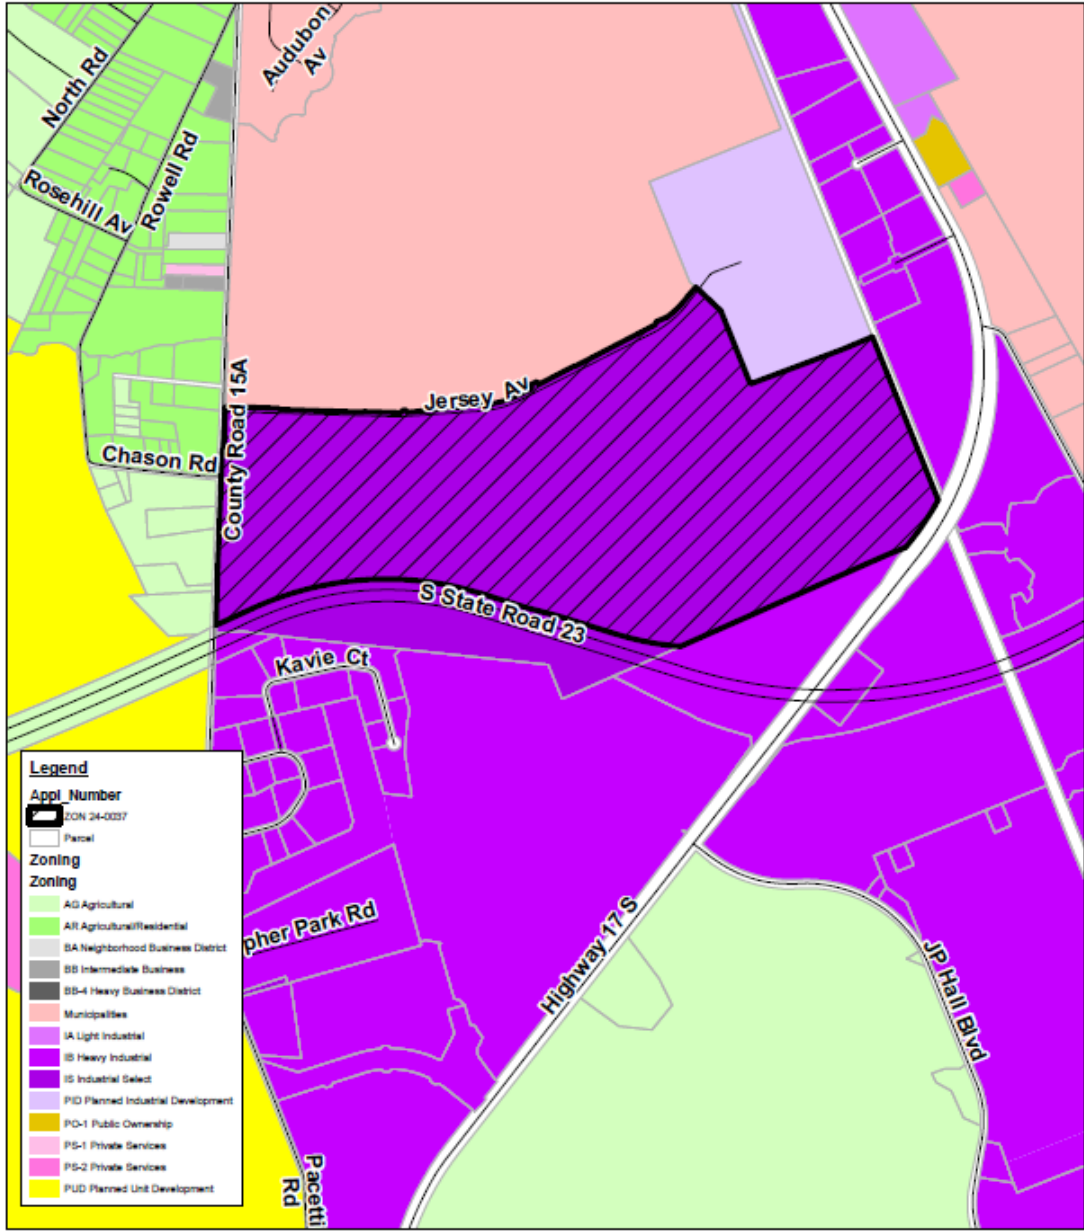 Audubon
Av
North Rd
Rowell Rd
Rosehill Av
County Road 15A
Jersey Av
Chason Rd
S State Road 23
Kavie Ct
Legend
Appl_Number
ZON 24-0037
Parcel
Zoning
Zoning
AG Agricultural
AR Agricultural/Residential
BA Neighborhood Business District
BB Intermediate Business
BB-4 Heavy Business District
Municipalities
IA Light Industrial
IB Heavy Industrial
IS Industrial Select
PID Planned Industrial Development
PO-1 Public Ownership
PS-1 Private Services
PS-2 Private Services
PUD Planned Unit Development
pher Park Rd
Highway 17 S
JP Hall Blvd
Pacetti
Rd